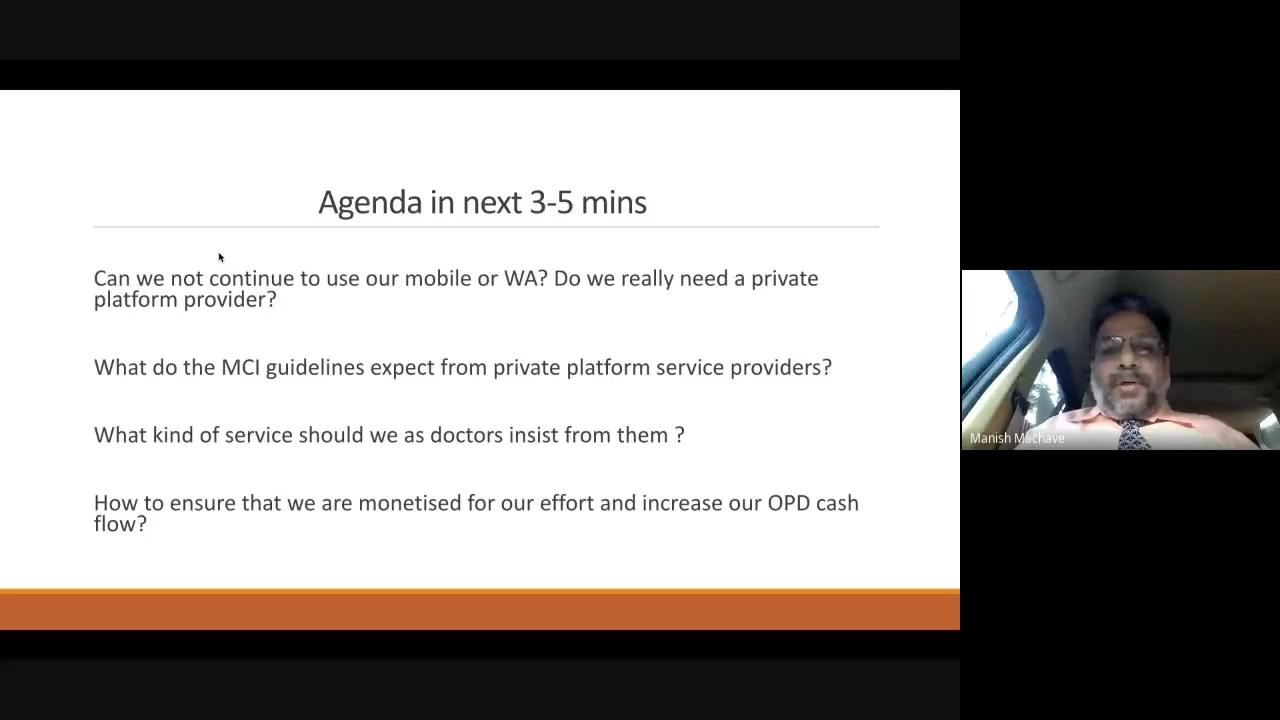 Agenda in next 3-5 mins
Can we not continue to use our mobile or WA? Do we really need a private
platform provider?
What do the MCI guidelines expect from private platform service providers?
What kind of service should we as doctors insist from them ?
How to ensure that we are monetised for our effort and increase our OPD cash
flow?
Manish Machave